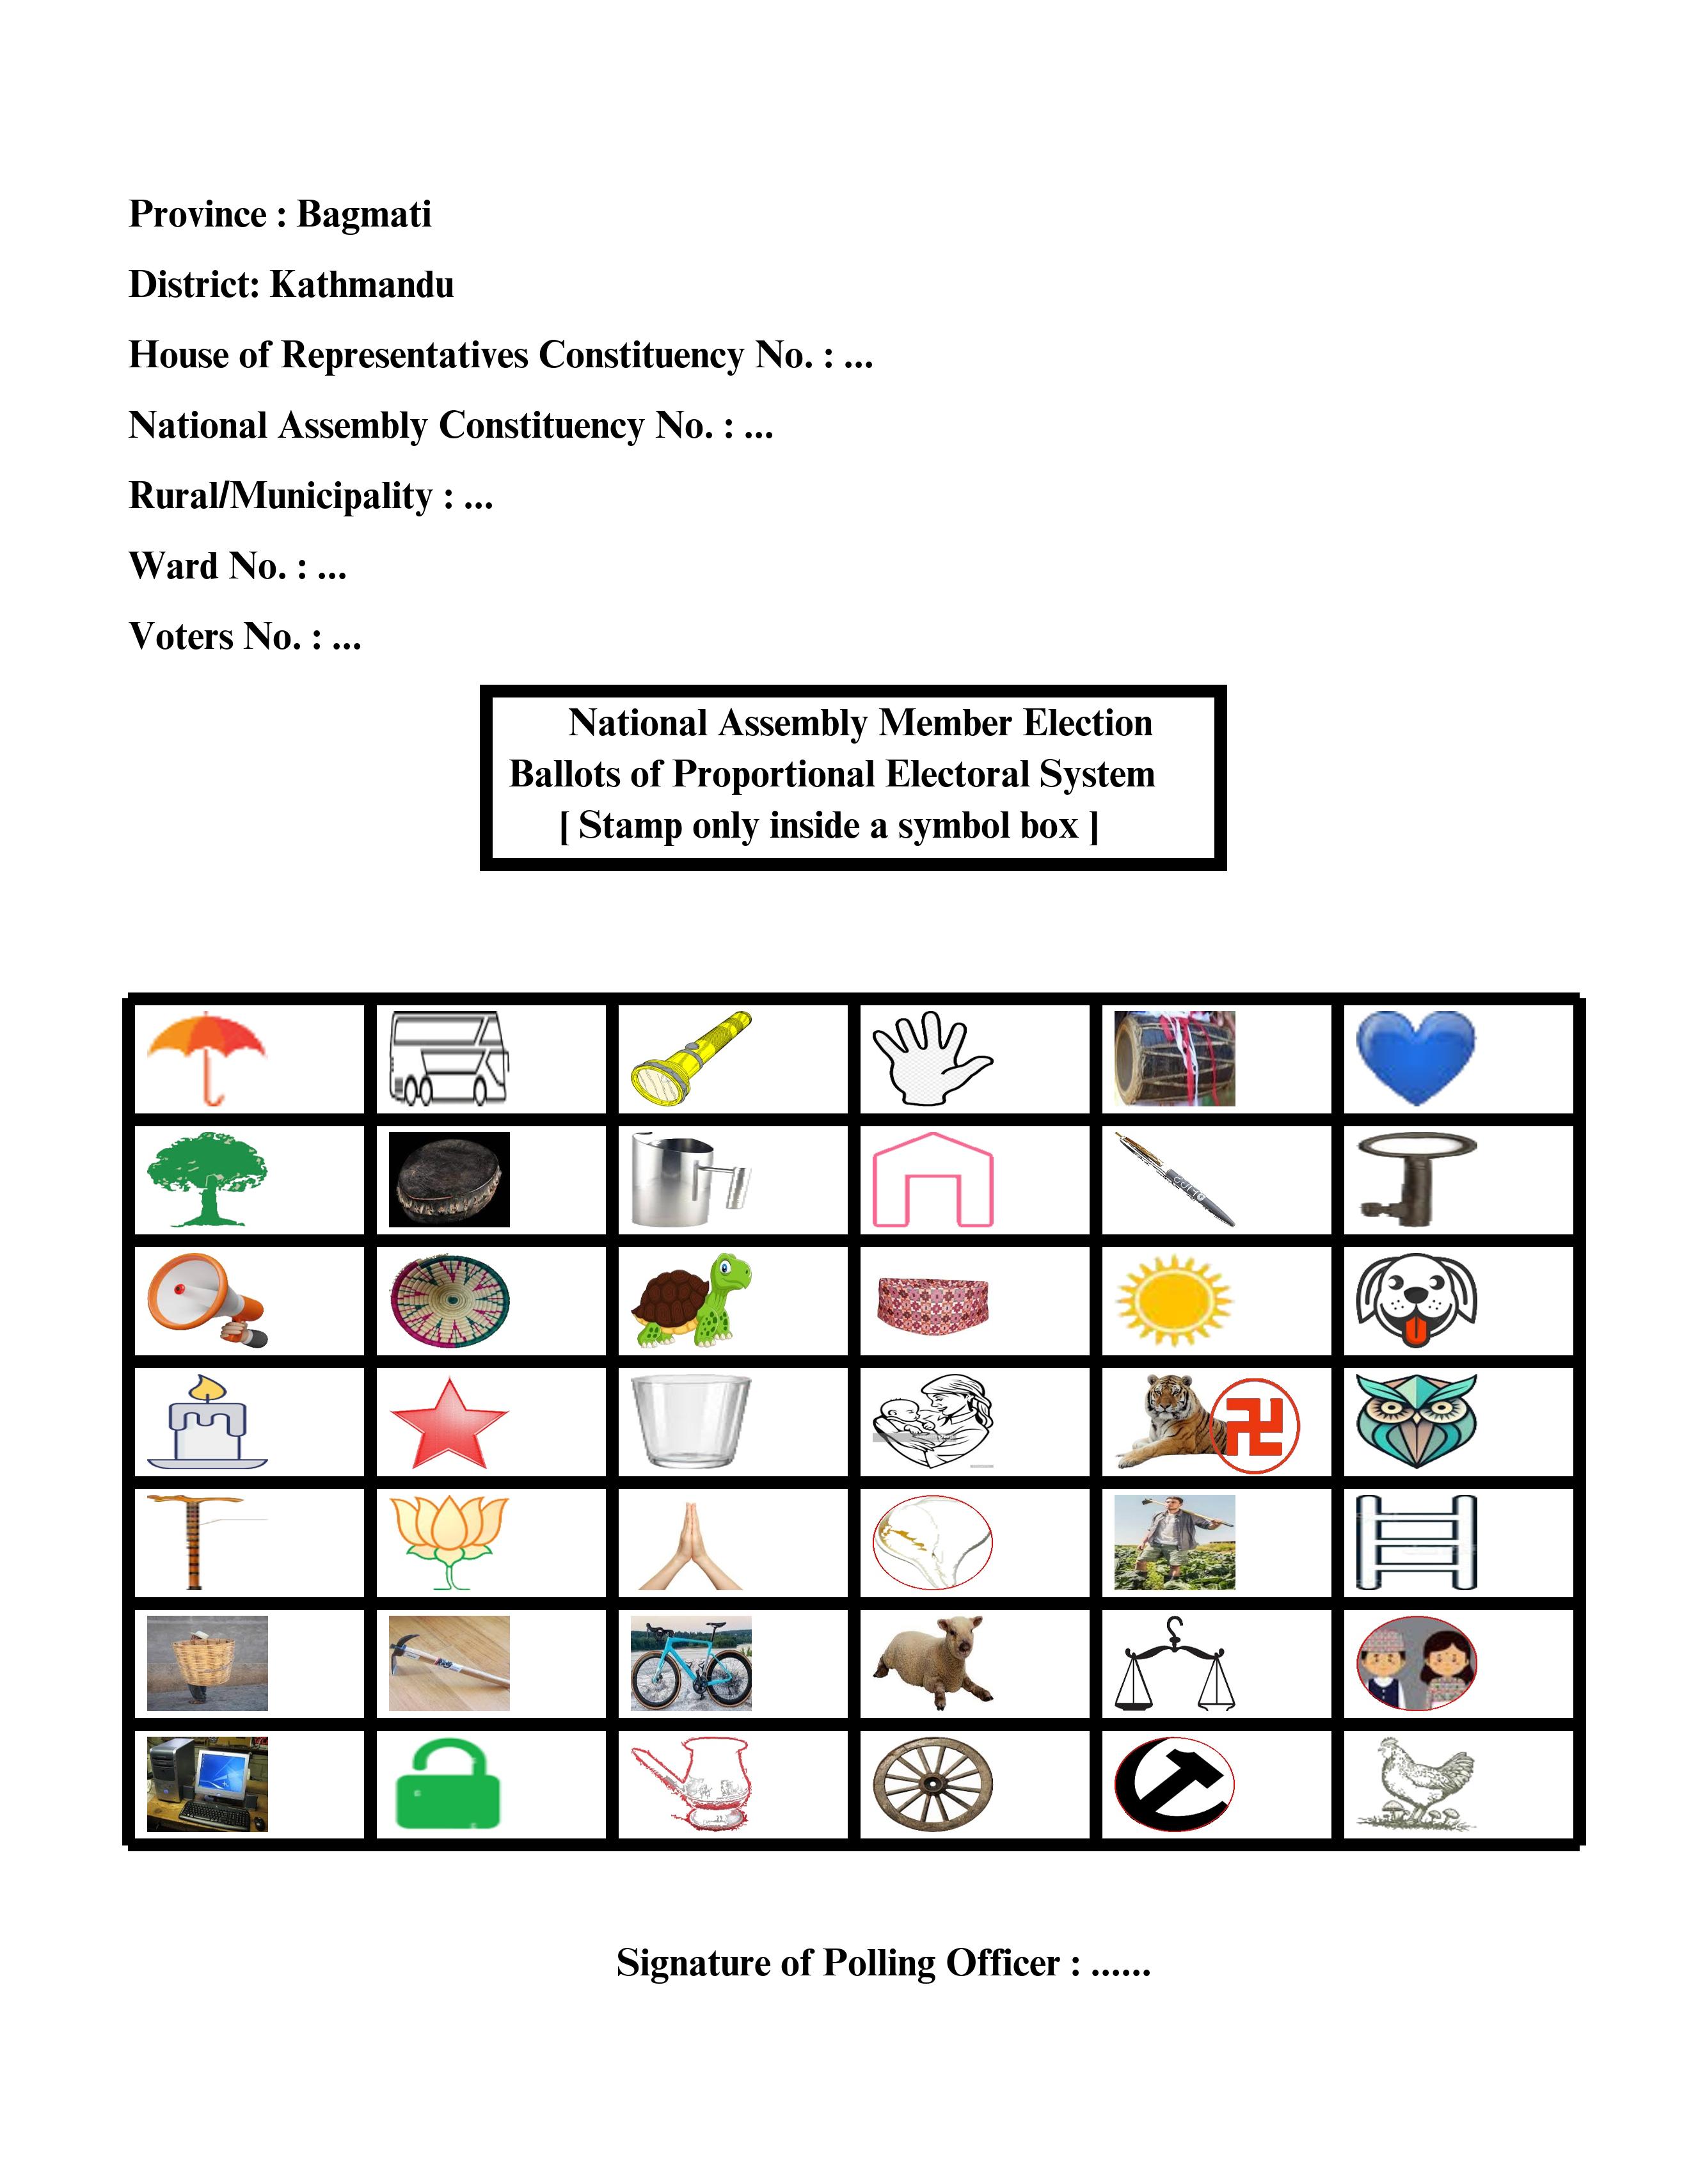 Province : Bagmati
District: Kathmandu
House of Representatives Constituency No. : ...
National Assembly Constituency No. : ...
Rural/Municipality : ...
Ward No. : ...
Voters No. : ...
National Assembly Member Election
Ballots of Proportional Electoral System
[ Stamp only inside a symbol box ]
Signature of Polling Officer : ......